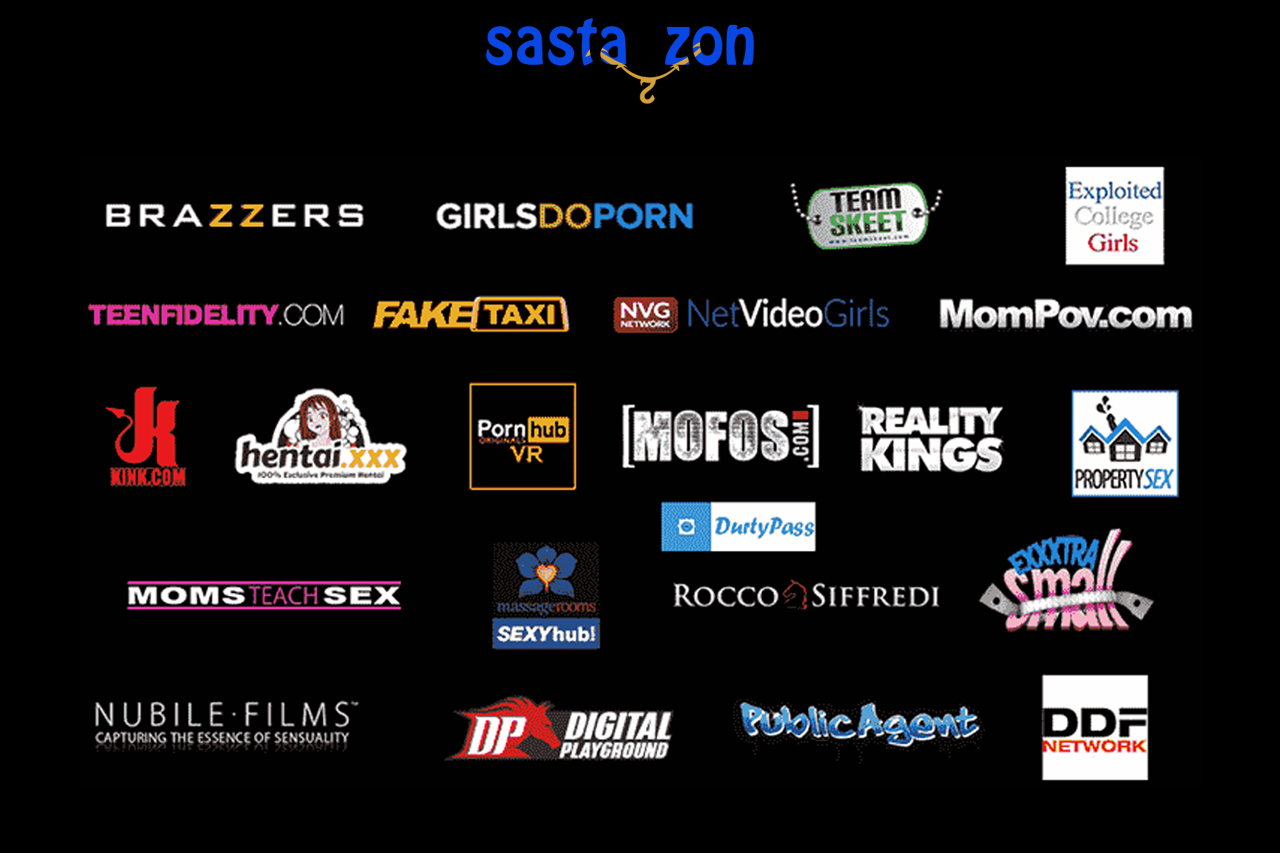 sasta zon
BRAZZERS
GIRLSDOPORN
TEAM
SKEET
www.teamskeet.com
Exploited
College
Girls
TEENFIDELITY.COM
FAKE TAXI
NVG
NETWORK
NetVideoGirls
MomPov.com
KINK.COM
hentai.xxx
100% Exclusive Premium Hentai
Porn hub
ORIGINALS
VR
[MOFOS.COM]
REALITY
KINGS
PROPERTYSEX
DurtyPass
MOMS TEACH SEX
massagerooms
SEXYhub!
ROCCO SIFFREDI
EXXXTRA
small
NUBILE·FILMS™
CAPTURING THE ESSENCE OF SENSUALITY
DP DIGITAL
PLAYGROUND
PublicAgent
DDF
NETWORK